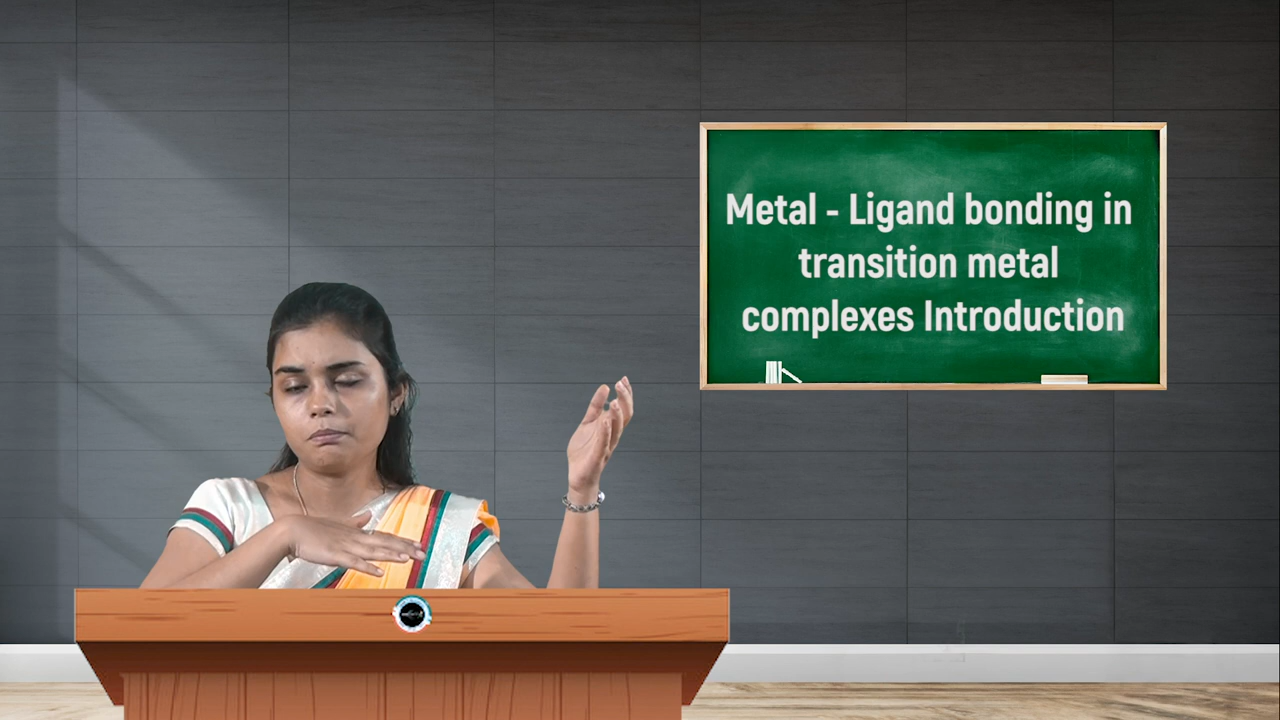 Metal - Ligand bonding in
transition metal
complexes Introduction